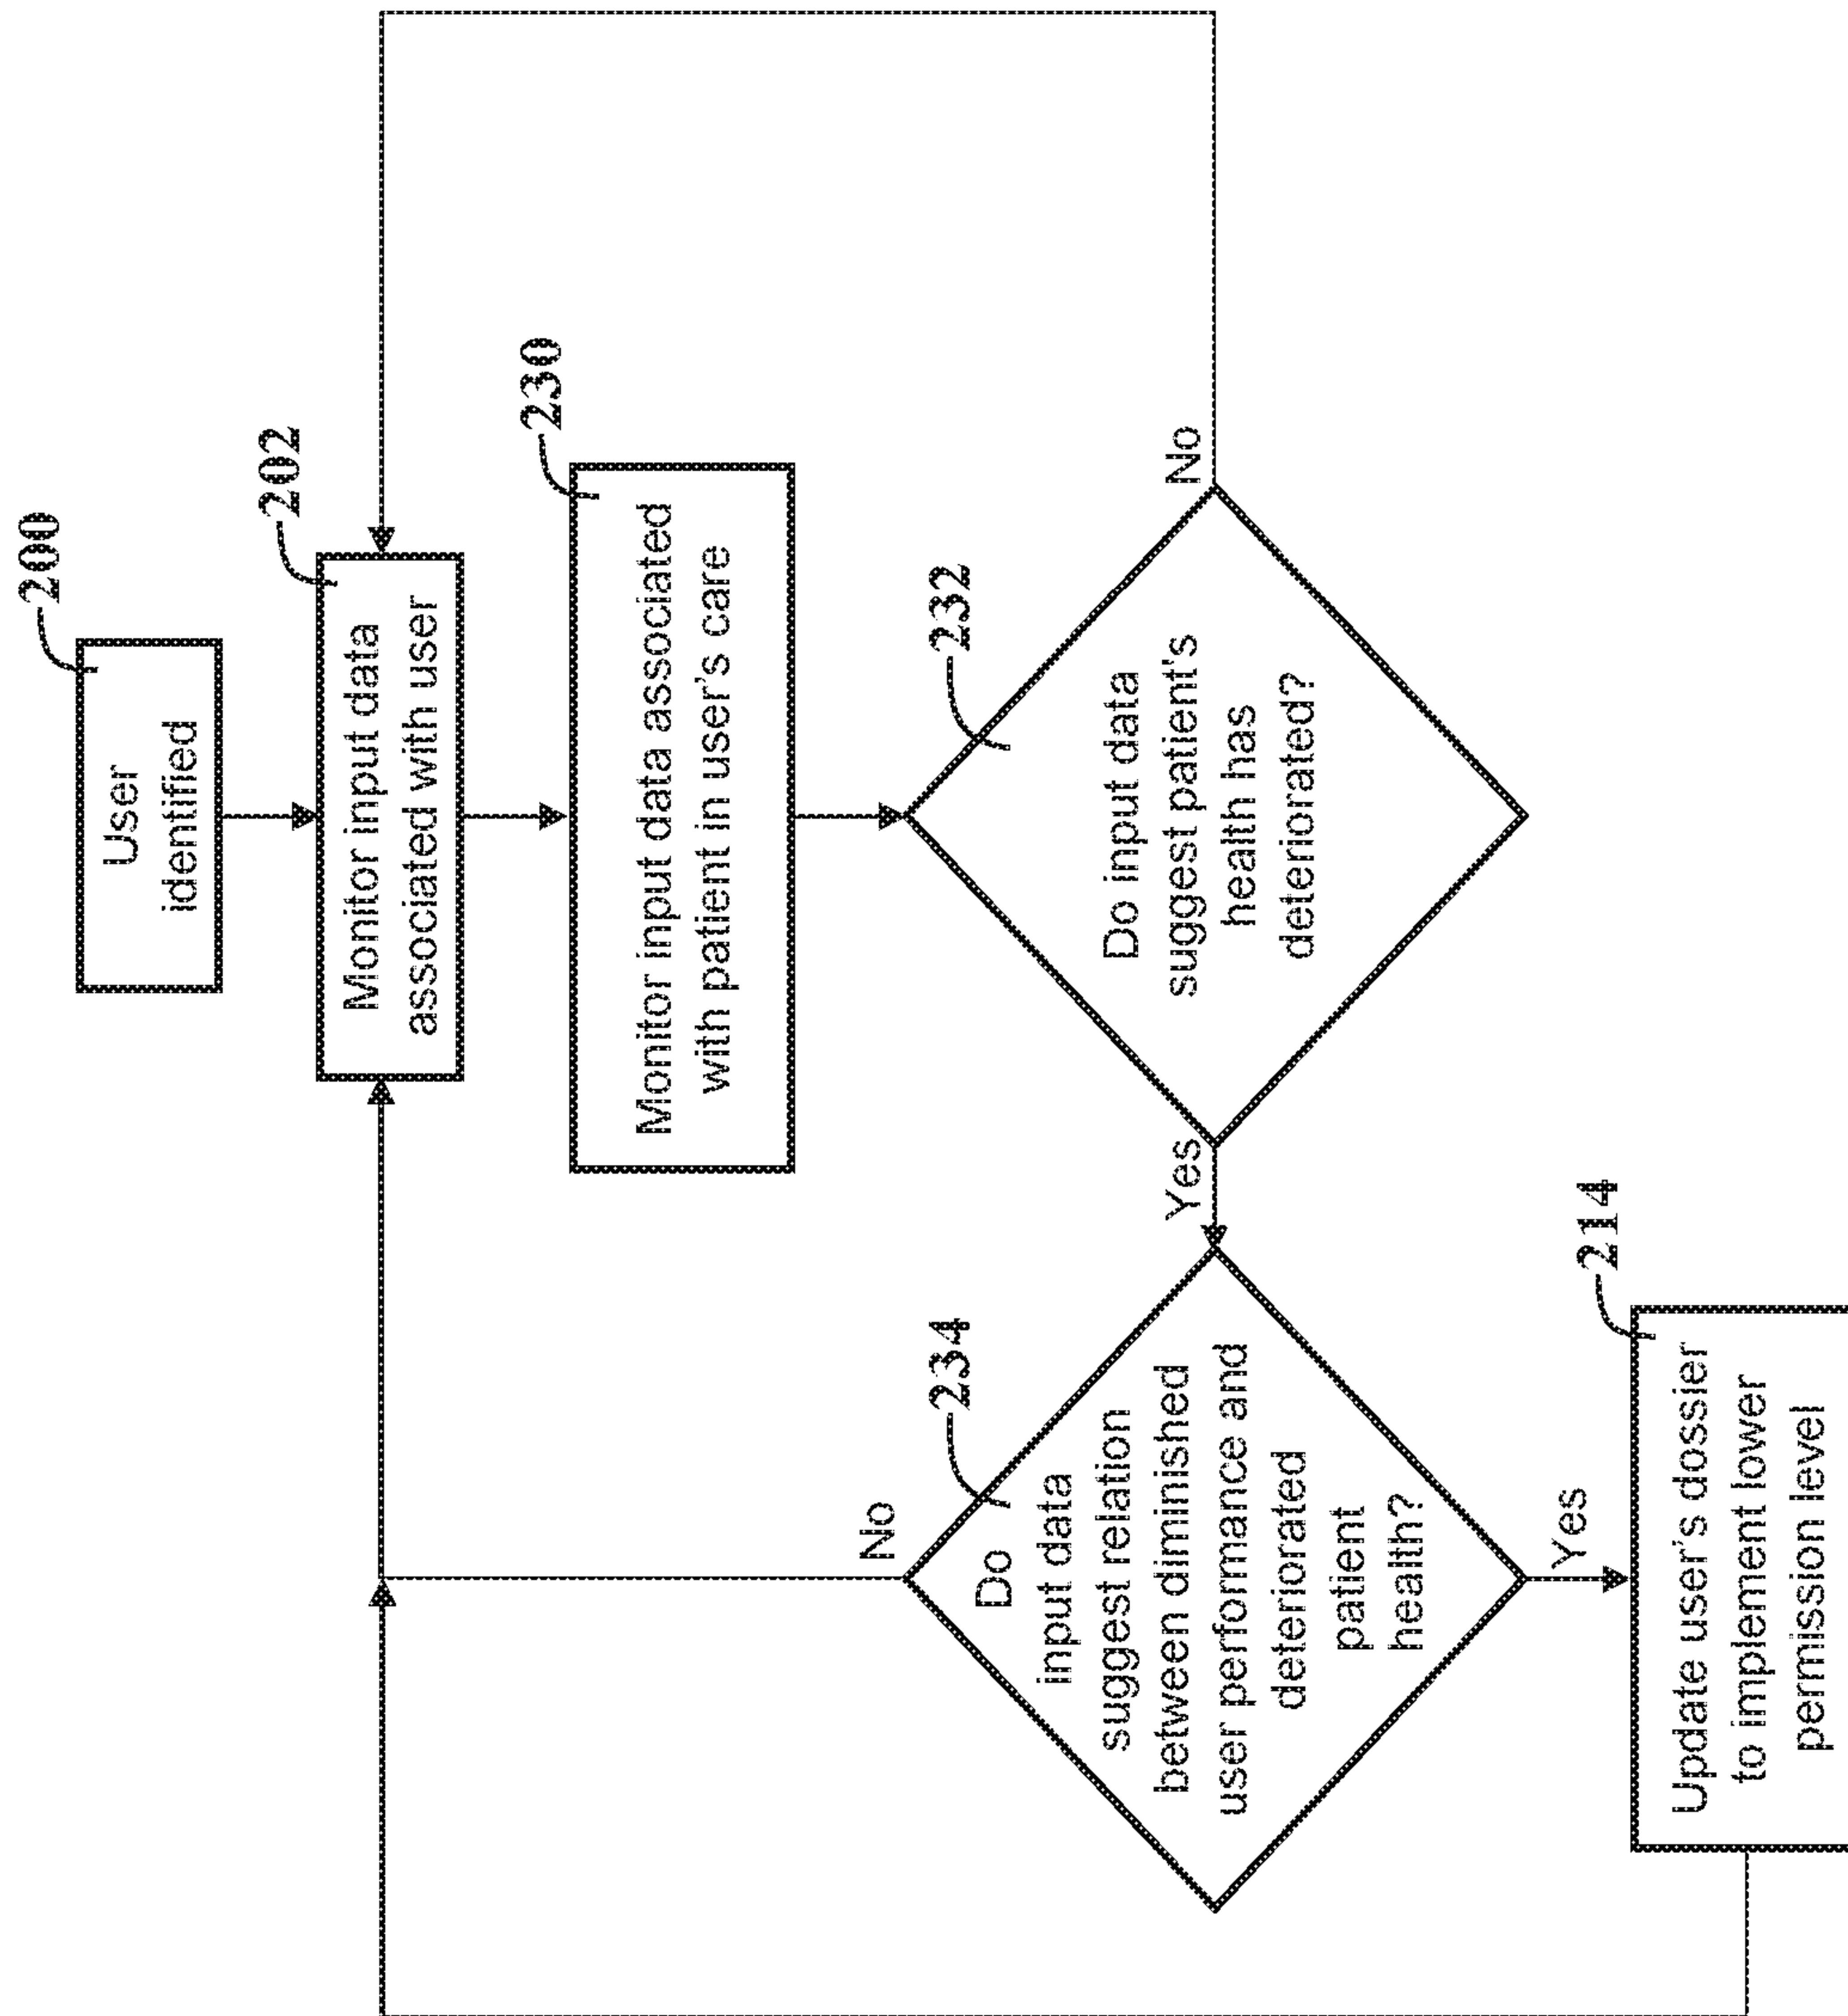 200
User
identified
202
Monitor input data
associated with user
230
Monitor input data associated
with patient in user's care
232
Do input data
suggest patient's
health has
deteriorated?
No
Yes
234
Do
input data
suggest relation
between diminished
user performance and
deteriorated
patient
health?
No
Yes
214
Update user's dossier
to implement lower
permission level